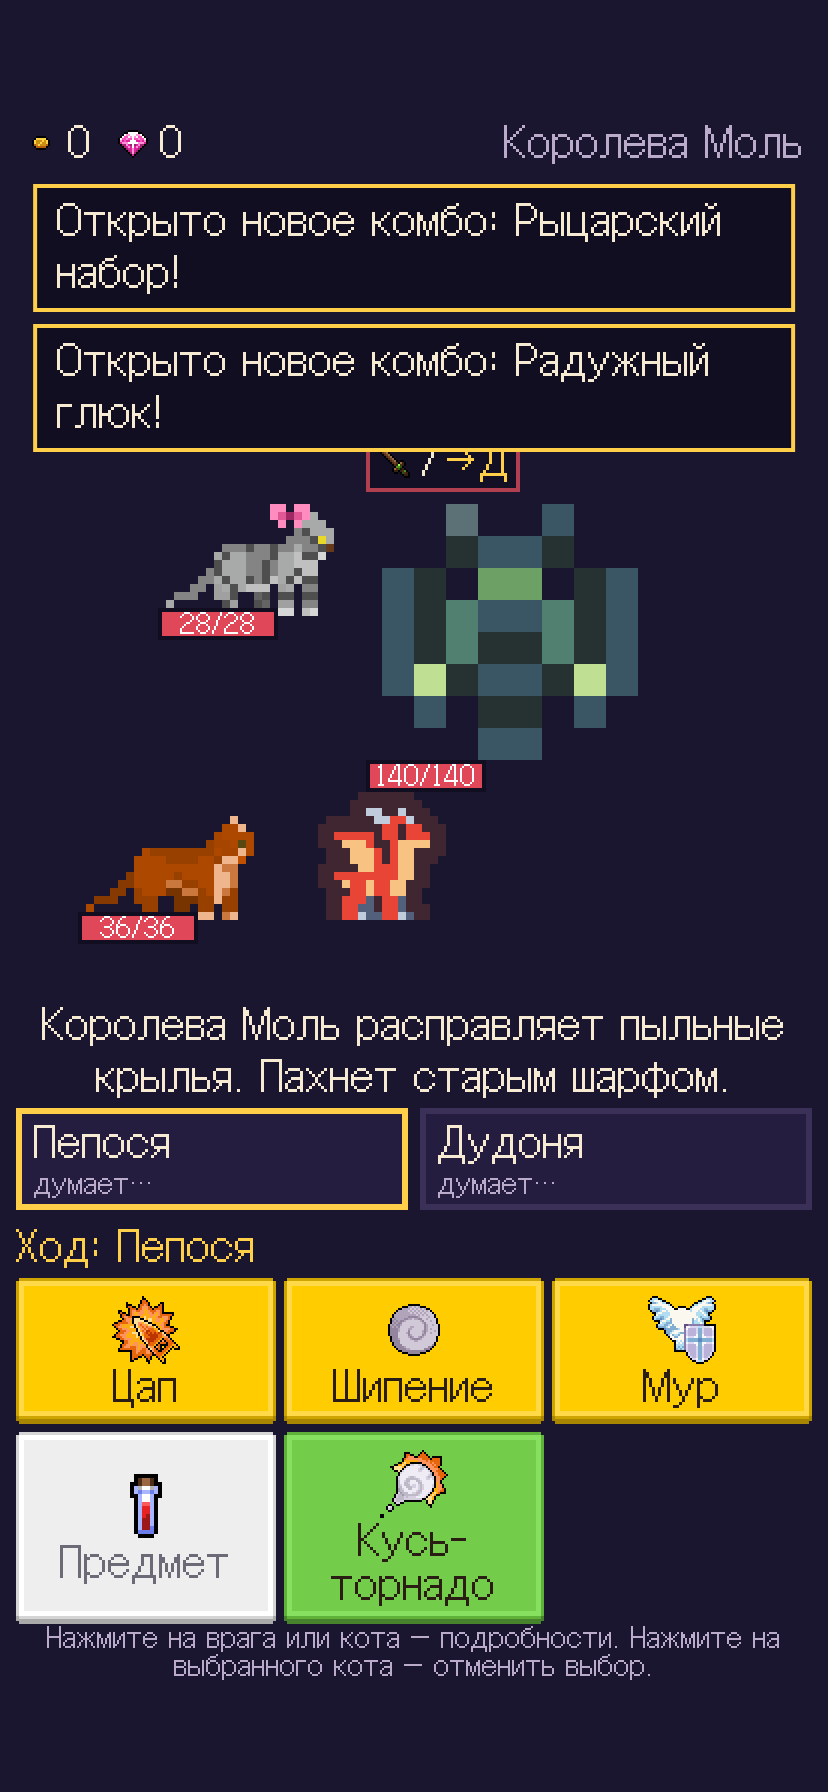 0 0 Королева Моль
Открыто новое комбо: Рыцарский
набор!
Открыто новое комбо: Радужный
глюк!
7→Д
28/28
140/140
36/36
Королева Моль расправляет пыльные
крылья. Пахнет старым шарфом.
Пепося
думает...
Дудоня
думает...
Ход: Пепося
Цап
Шипение
Мур
Предмет
Кусь-
торнадо
Нажмите на врага или кота — подробности. Нажмите на
выбранного кота — отменить выбор.